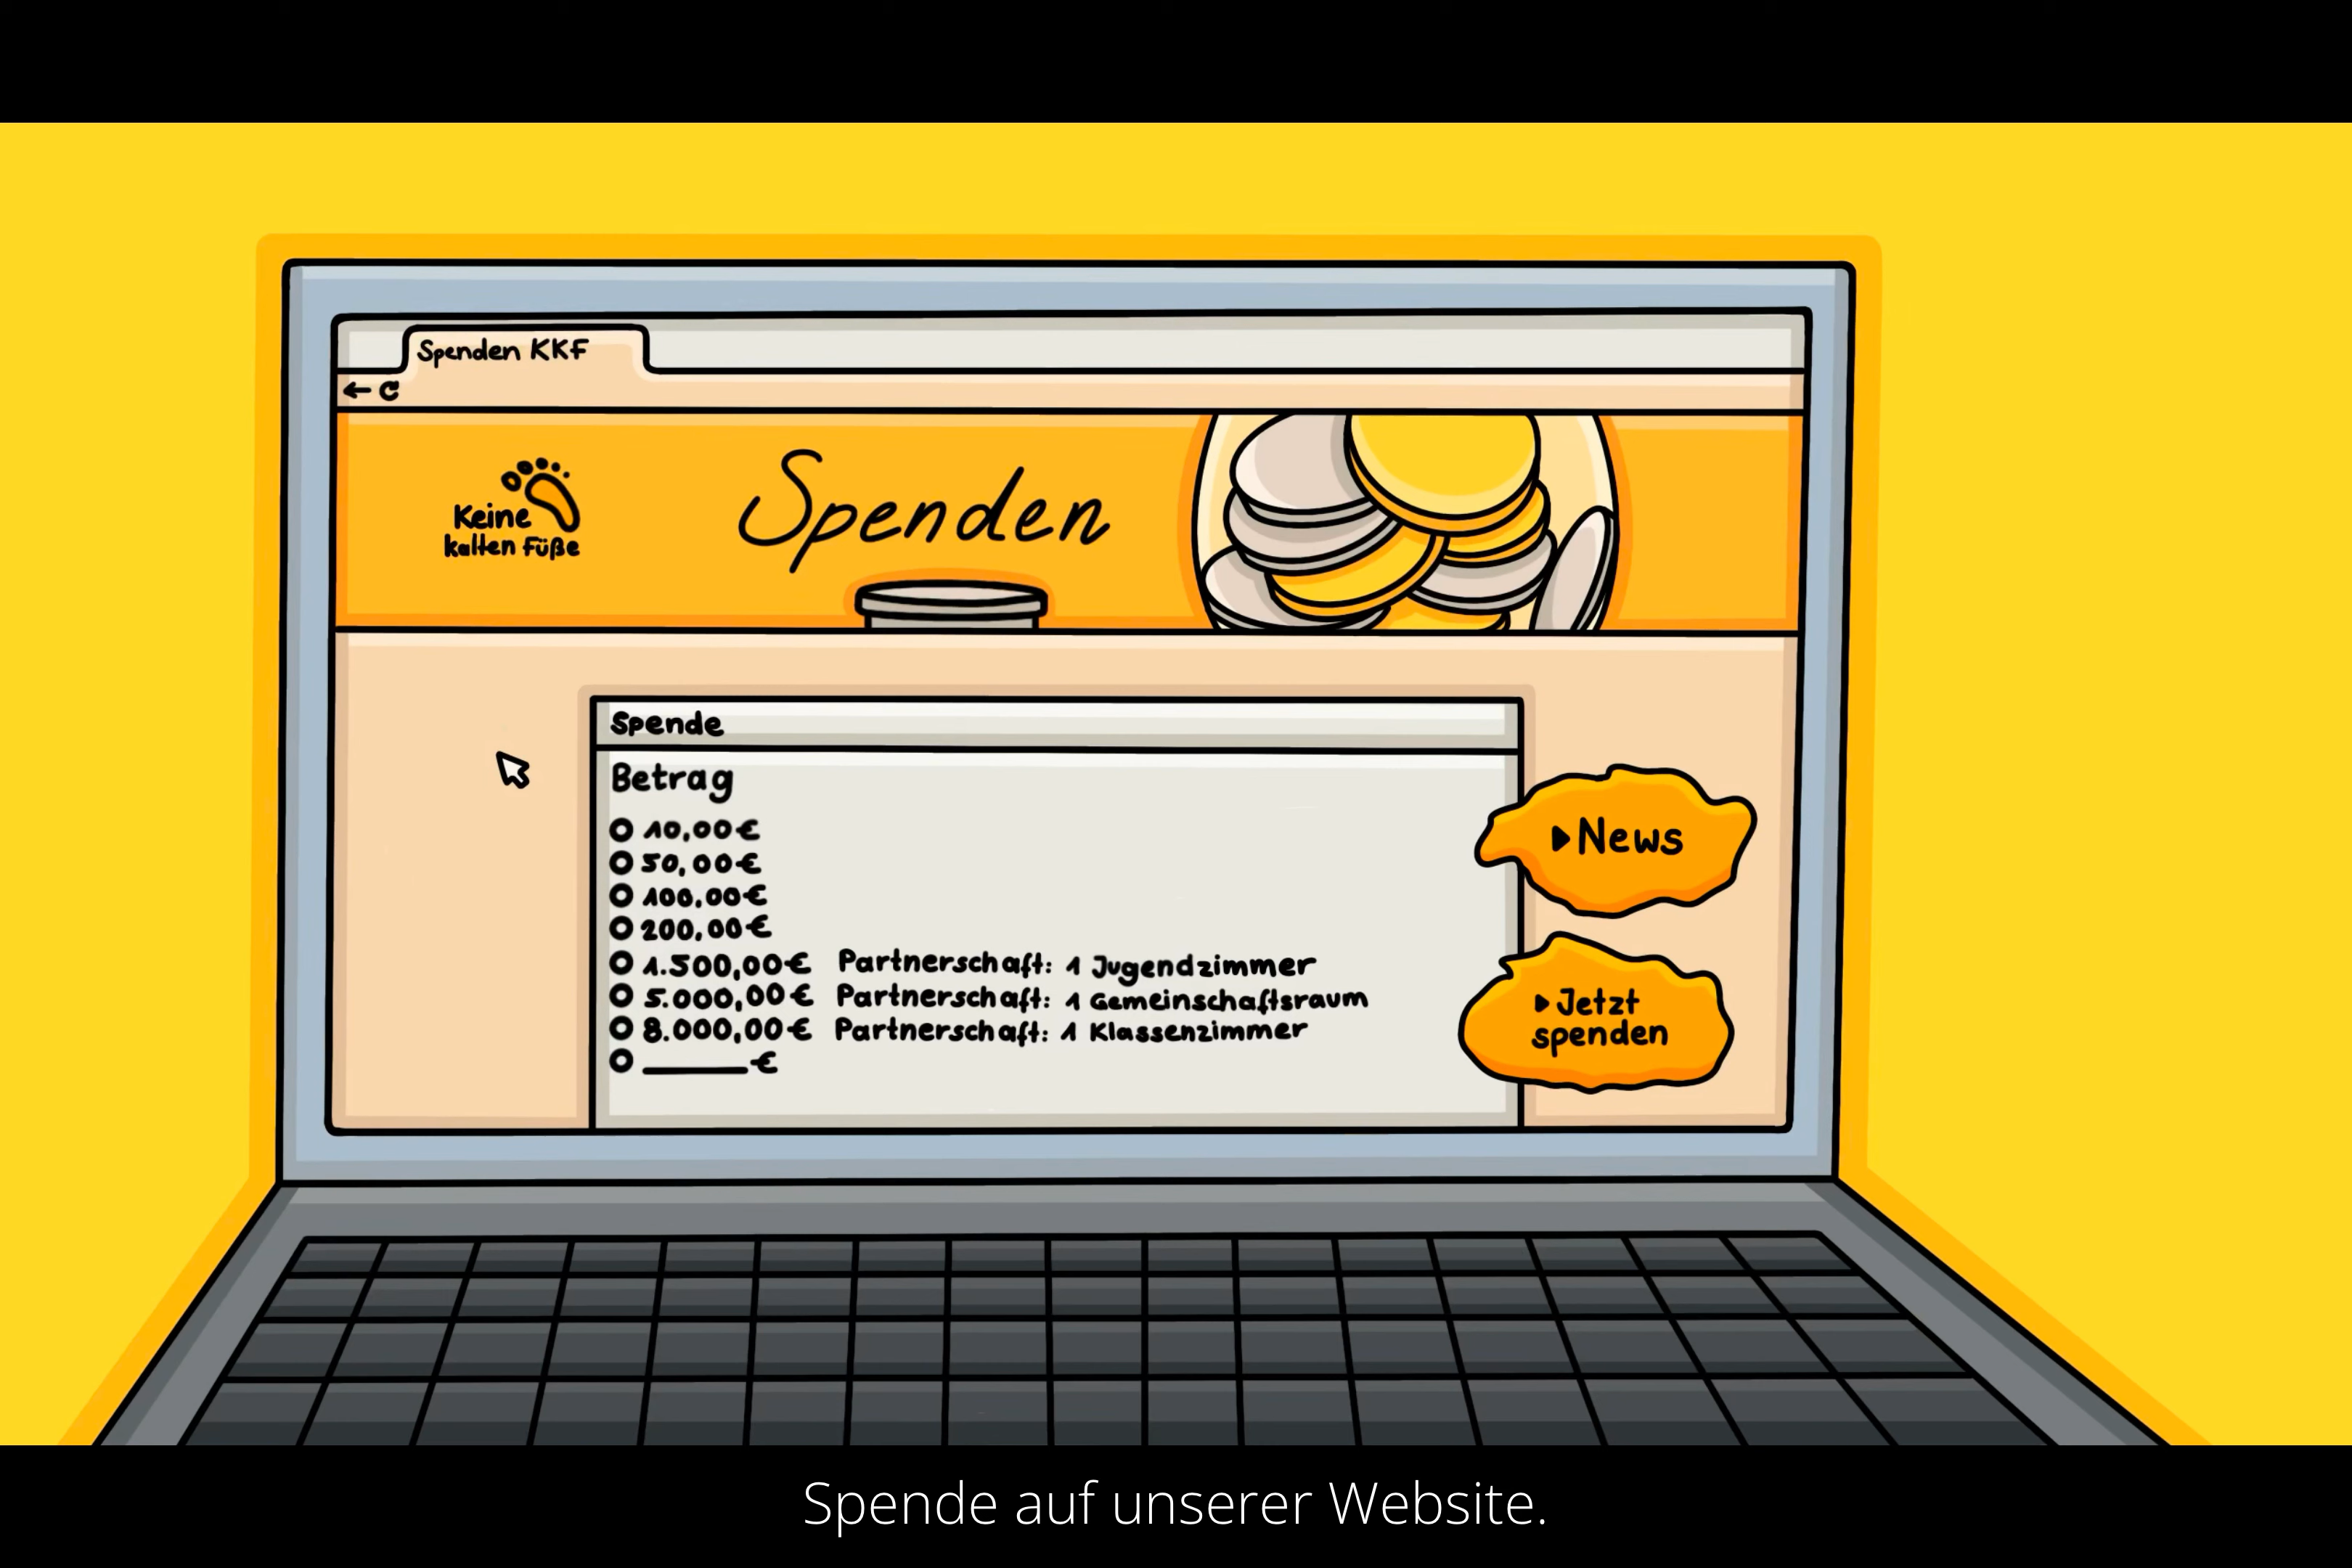 Spenden KKF
Keine
kalten Füße
Spenden
Spende
Betrag
10,00€
50,00€
100,00€
200,00€
1.500,00€ Partnerschaft: 1 Jugendzimmer
5.000,00€ Partnerschaft: 1 Gemeinschaftsraum
8.000,00€ Partnerschaft: 1 Klassenzimmer
______€
News
Jetzt
spenden
Spende auf unserer Website.